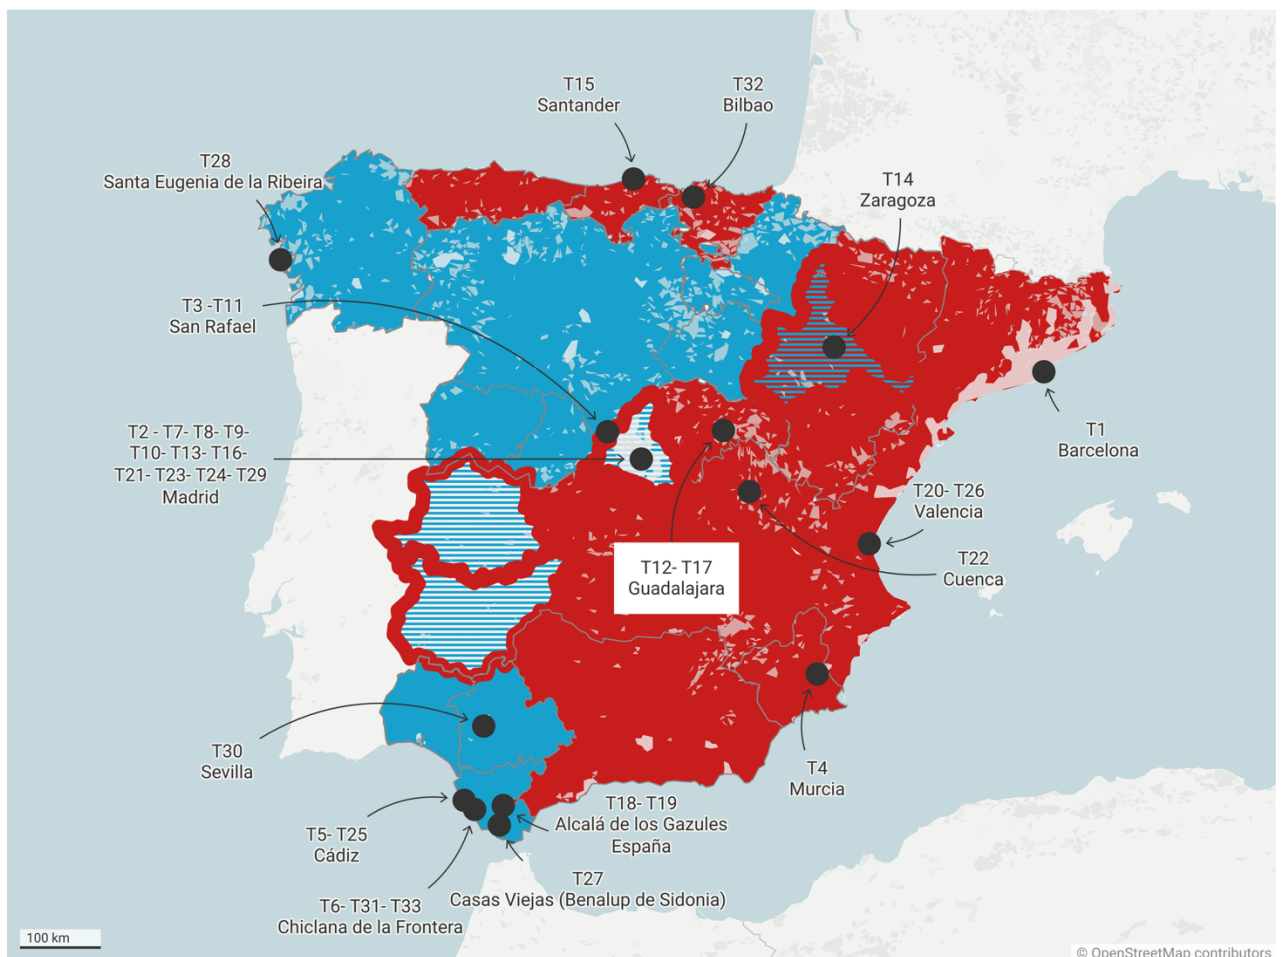 T15
Santander
T32
Bilbao
T28
Santa Eugenia de la Ribeira
T14
Zaragoza
T3 -T11
San Rafael
T1
Barcelona
T2 - T7- T8- T9-
T10- T13- T16-
T21- T23- T24- T29
Madrid
T20- T26
Valencia
T22
Cuenca
T12- T17
Guadalajara
T30
Sevilla
T4
Murcia
T18- T19
Alcalá de los Gazules
España
T5- T25
Cádiz
T27
Casas Viejas (Benalup de Sidonia)
T6- T31- T33
Chiclana de la Frontera
100 km
© OpenStreetMap contributors